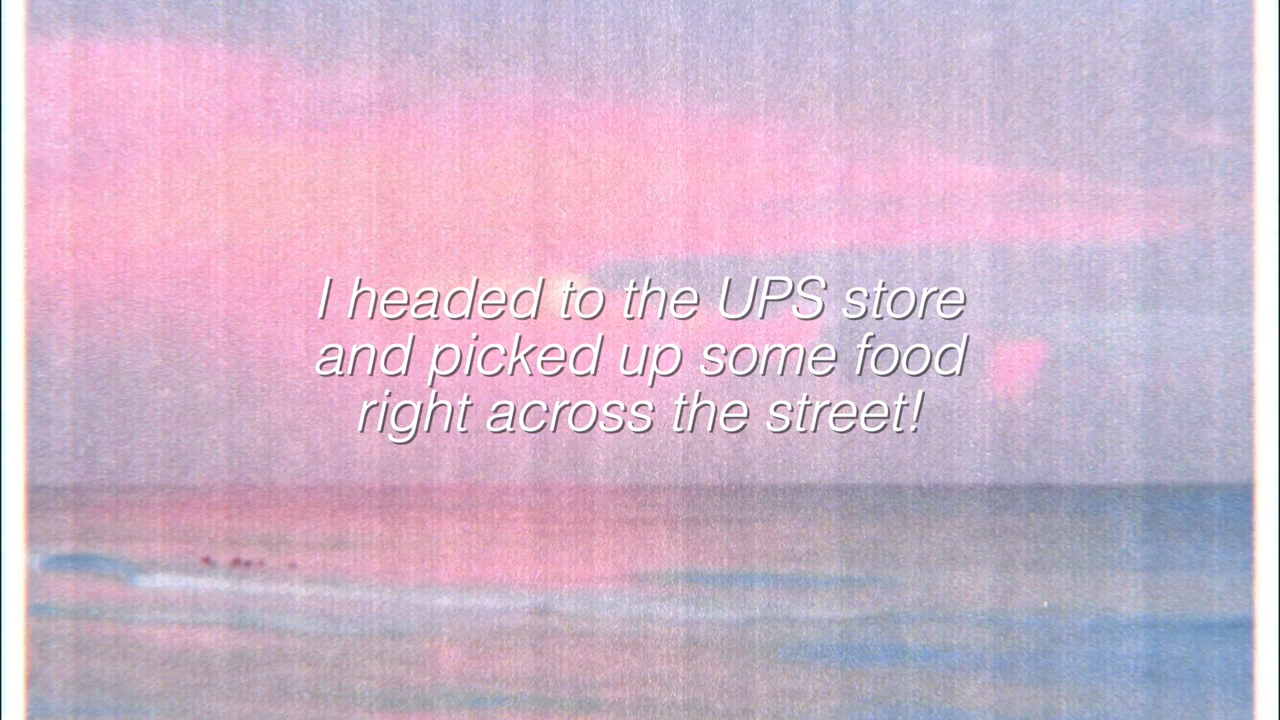 I headed to the UPS store
and picked up some food
right across the street!